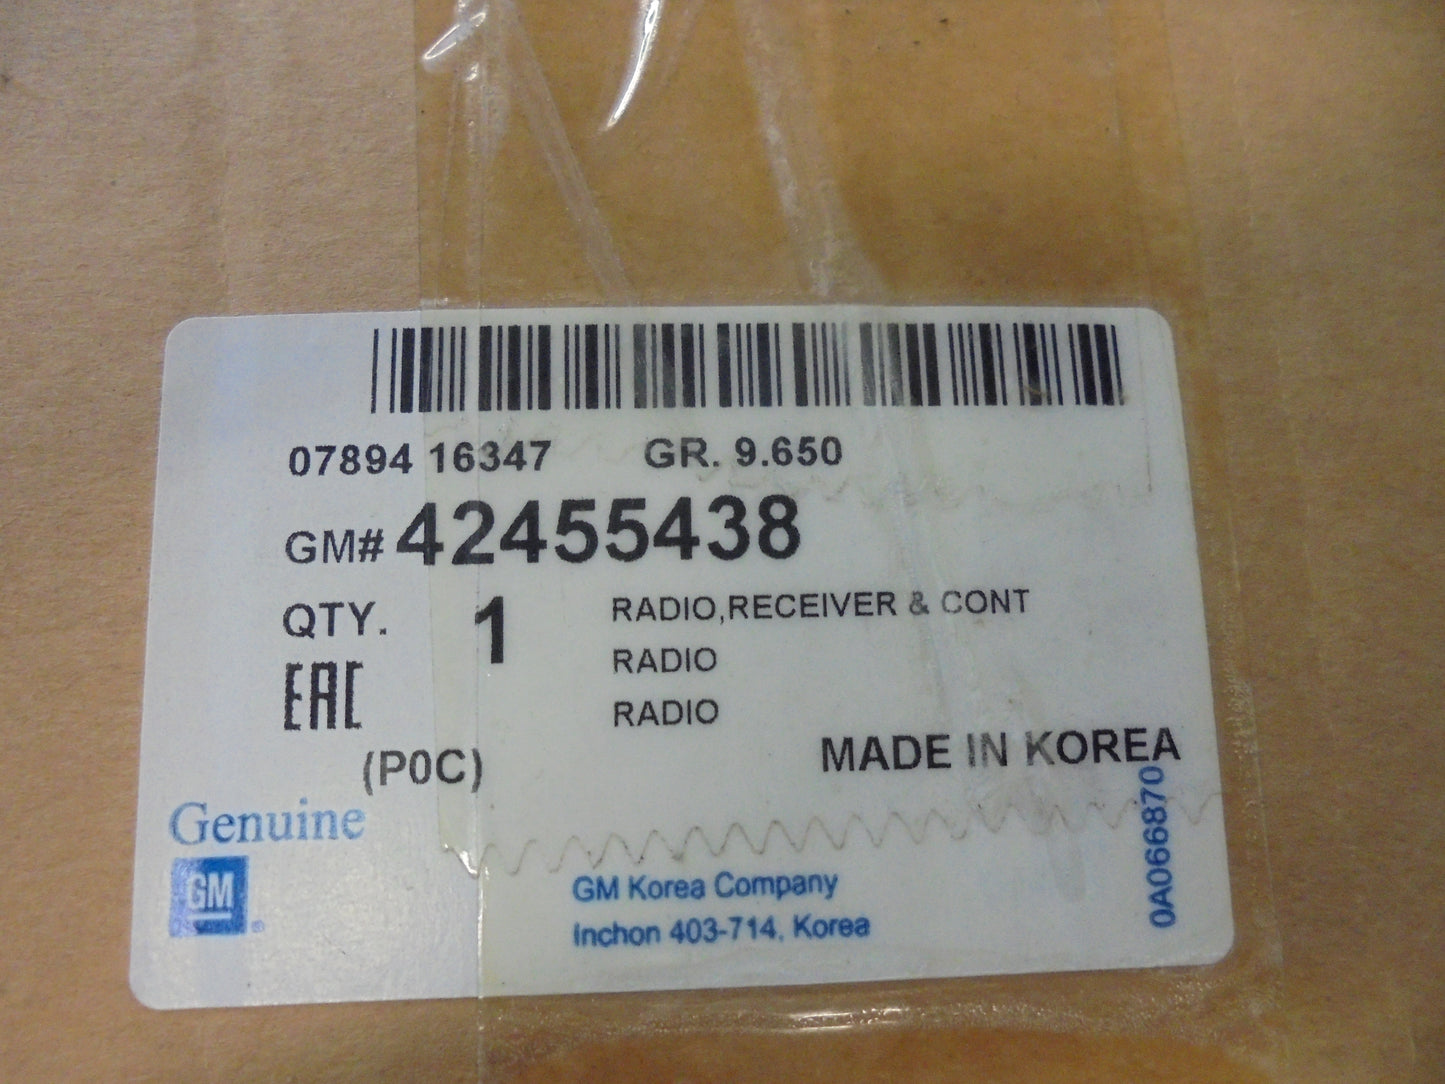 07894 16347 GR. 9.650
GM# 42455438
QTY. 1 RADIO,RECEIVER & CONT
RADIO
EAC
RADIO
(P0C) MADE IN KOREA
Genuine
GM
GM Korea Company
Inchon 403-714, Korea
0A066870